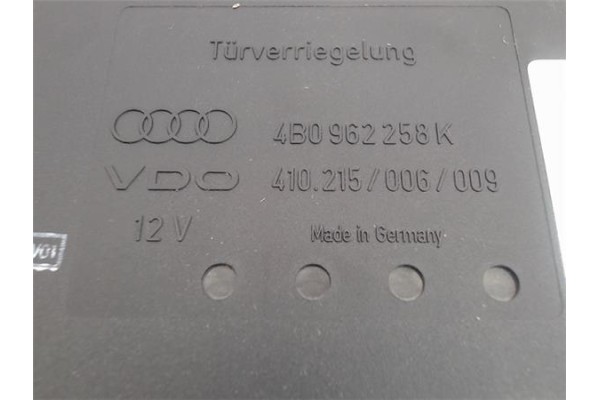 Türverriegelung
4B0 962 258 K
VDO 410.215/006/009
12 V Made in Germany